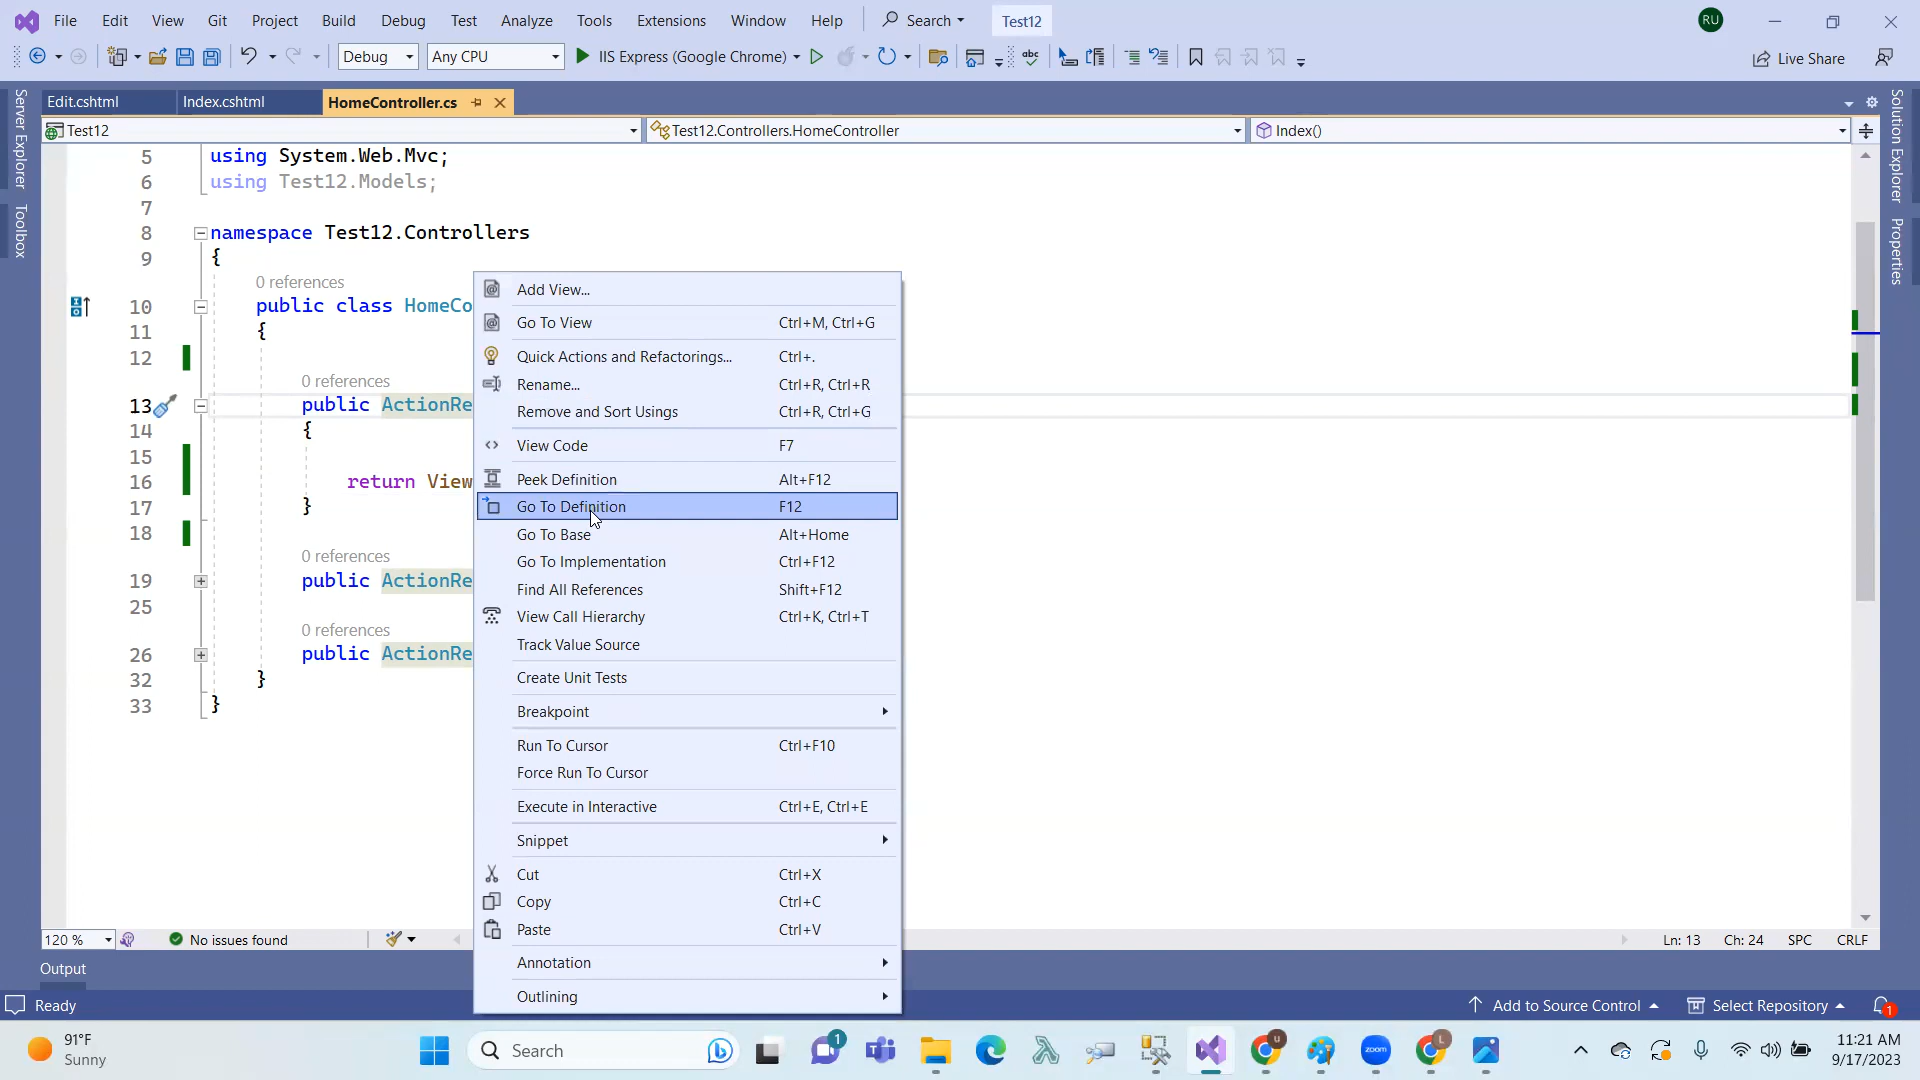 File Edit View Git Project Build Debug Test Analyze Tools Extensions Window Help Search Test12 RU
Debug Any CPU IIS Express (Google Chrome) abc Live Share
Edit.cshtml Index.cshtml HomeController.cs
Test12 Test12.Controllers.HomeController Index()
Server Explorer
Toolbox
Solution Explorer
Properties
5 using System.Web.Mvc;
6 using Test12.Models;
7
8 namespace Test12.Controllers
9 {
0 references
10 public class HomeCo
11 {
12
0 references
13 public ActionRe
14 {
15
16 return View
17 }
18
0 references
19 public ActionRe
25
0 references
26 public ActionRe
32 }
33 }
Add View...
Go To View Ctrl+M, Ctrl+G
Quick Actions and Refactorings... Ctrl+.
Rename... Ctrl+R, Ctrl+R
Remove and Sort Usings Ctrl+R, Ctrl+G
View Code F7
Peek Definition Alt+F12
Go To Definition F12
Go To Base Alt+Home
Go To Implementation Ctrl+F12
Find All References Shift+F12
View Call Hierarchy Ctrl+K, Ctrl+T
Track Value Source
Create Unit Tests
Breakpoint
Run To Cursor Ctrl+F10
Force Run To Cursor
Execute in Interactive Ctrl+E, Ctrl+E
Snippet
Cut Ctrl+X
Copy Ctrl+C
Paste Ctrl+V
Annotation
Outlining
120 % No issues found Ln: 13 Ch: 24 SPC CRLF
Output
Ready Add to Source Control Select Repository 1
91°F
Sunny
Search 1 zoom u L
11:21 AM
9/17/2023